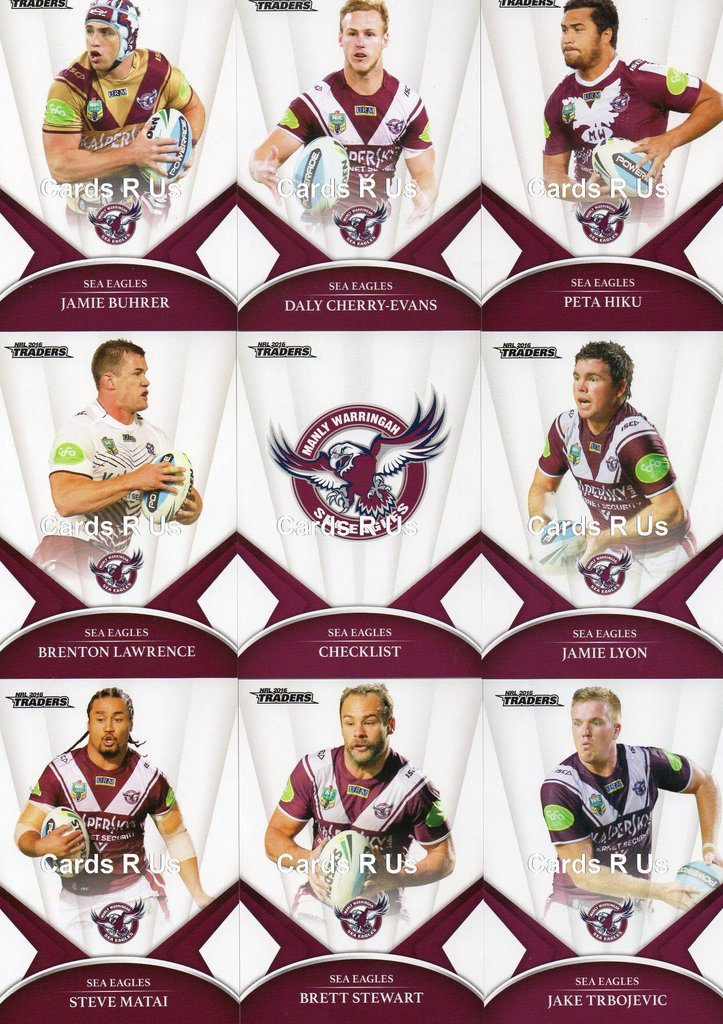 TRADERS
TRADERS
TRADERS
Cards R Us
Cards R Us
Cards R Us
SEA EAGLES
JAMIE BUHRER
SEA EAGLES
DALY CHERRY-EVANS
SEA EAGLES
PETA HIKU
NRL 2016
TRADERS
NRL 2016
TRADERS
NRL 2016
TRADERS
MANLY WARRINGAH
SEA EAGLES
Cards R Us
Cards R Us
Cards R Us
SEA EAGLES
BRENTON LAWRENCE
SEA EAGLES
CHECKLIST
SEA EAGLES
JAMIE LYON
NRL 2016
TRADERS
NRL 2016
TRADERS
NRL 2016
TRADERS
Cards R Us
Cards R Us
Cards R Us
SEA EAGLES
STEVE MATAI
SEA EAGLES
BRETT STEWART
SEA EAGLES
JAKE TRBOJEVIC